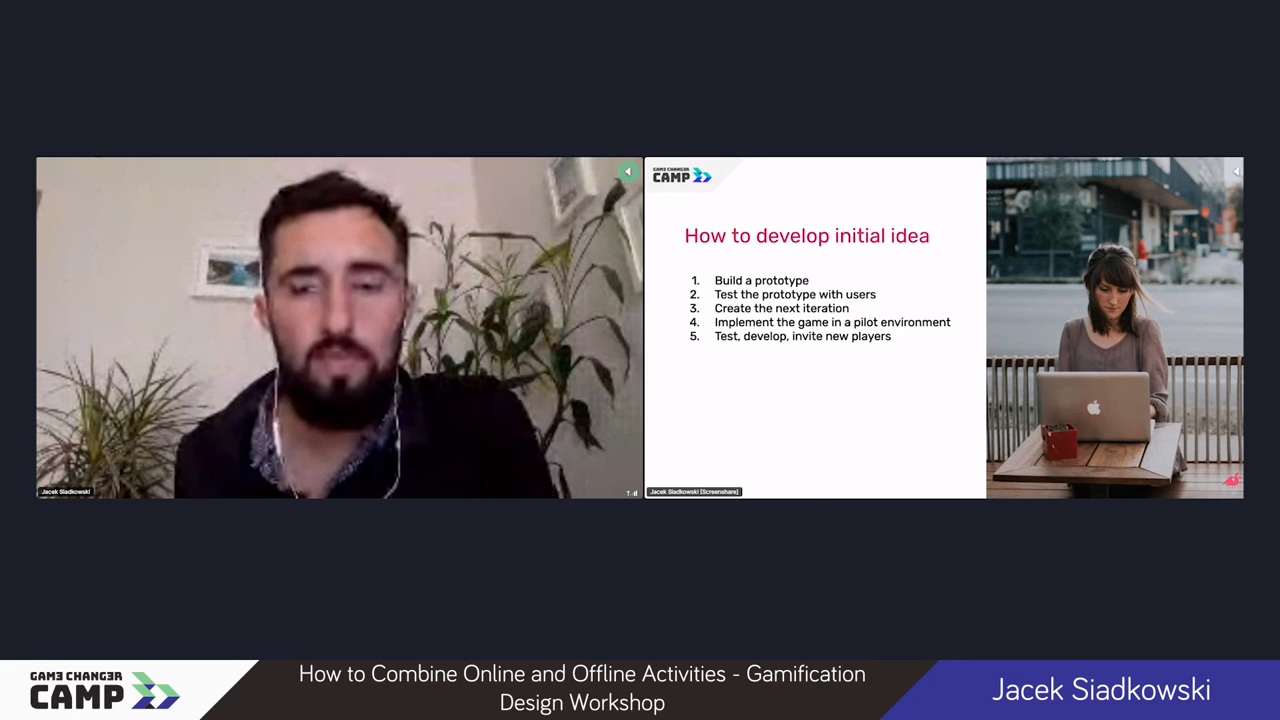 Jacek Siadkowski
GAME CHANGER
CAMP
How to develop initial idea
1. Build a prototype
2. Test the prototype with users
3. Create the next iteration
4. Implement the game in a pilot environment
5. Test, develop, invite new players
Jacek Siadkowski [Screenshare]
GAM3 CHANG3R
CAMP
How to Combine Online and Offline Activities - Gamification
Design Workshop
Jacek Siadkowski